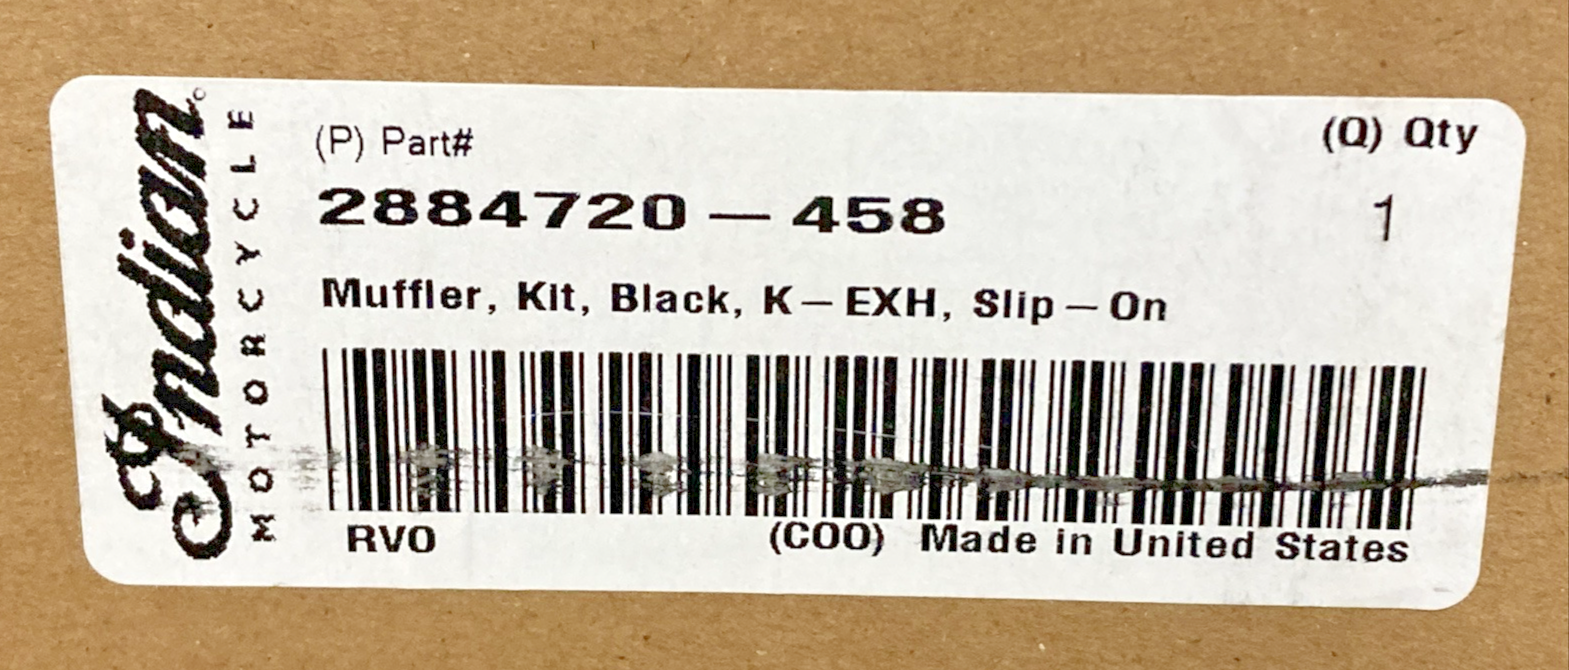 Indian
MOTORCYCLE
(P) Part#
(Q) Qty
2884720-458
1
Muffler, Kit, Black, K-EXH, Slip-On
RVO
(COO) Made in United States